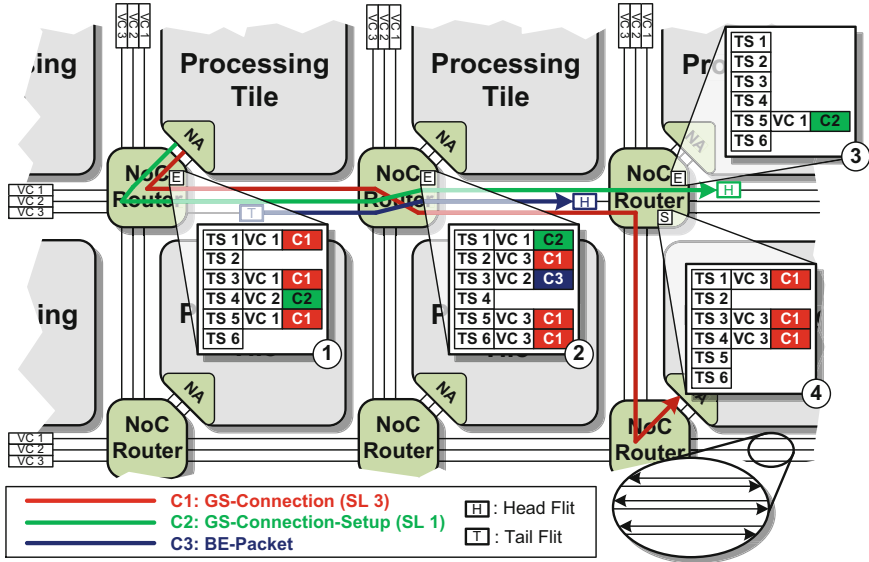 VC 1
VC 2
VC 3
VC 1
VC 2
VC 3
VC 1
VC 2
VC 3
ing
Processing
Tile
Processing
Tile
Pro
TS 1
TS 2
TS 3
TS 4
TS 5 VC 1 C2
TS 6
3
NA
NA
NoC
Router
E
NoC
Router
E
NoC
Router
E
S
VC 1
VC 2
VC 3
T
H
H
TS 1 VC 1 C1
TS 2
TS 3 VC 1 C1
TS 4 VC 2 C2
TS 5 VC 1 C1
TS 6
1
TS 1 VC 1 C2
TS 2 VC 3 C1
TS 3 VC 2 C3
TS 4
TS 5 VC 3 C1
TS 6 VC 3 C1
2
TS 1 VC 3 C1
TS 2
TS 3 VC 3 C1
TS 4 VC 3 C1
TS 5
TS 6
4
ing
NA
NA
NoC
Router
NoC
Router
NoC
Router
VC 1
VC 2
VC 3
C1: GS-Connection (SL 3)
C2: GS-Connection-Setup (SL 1)
C3: BE-Packet
H : Head Flit
T : Tail Flit